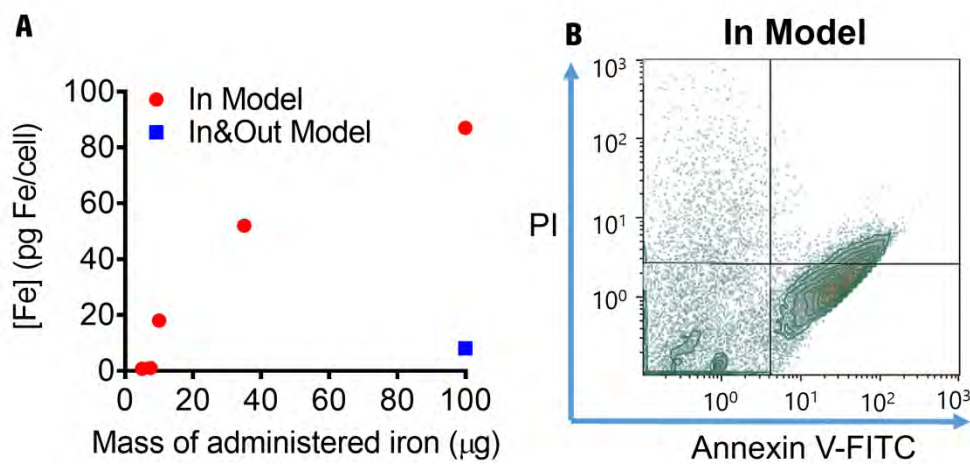 A
[Fe] (pg Fe/cell)
100
80
60
40
20
0
In Model
In&Out Model
0 20 40 60 80 100
Mass of administered iron (μg)
B
In Model
PI
10³
10²
10¹
10⁰
10⁰ 10¹ 10² 10³
Annexin V-FITC